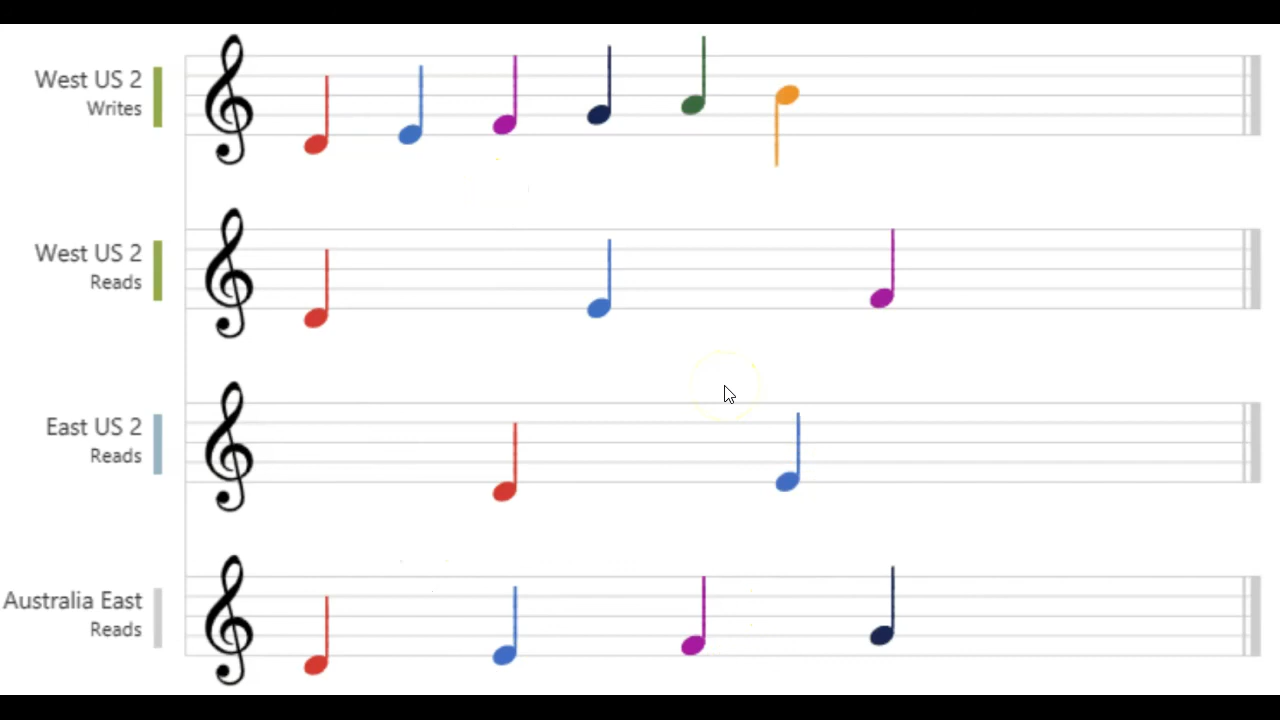 West US 2
Writes
West US 2
Reads
East US 2
Reads
Australia East
Reads